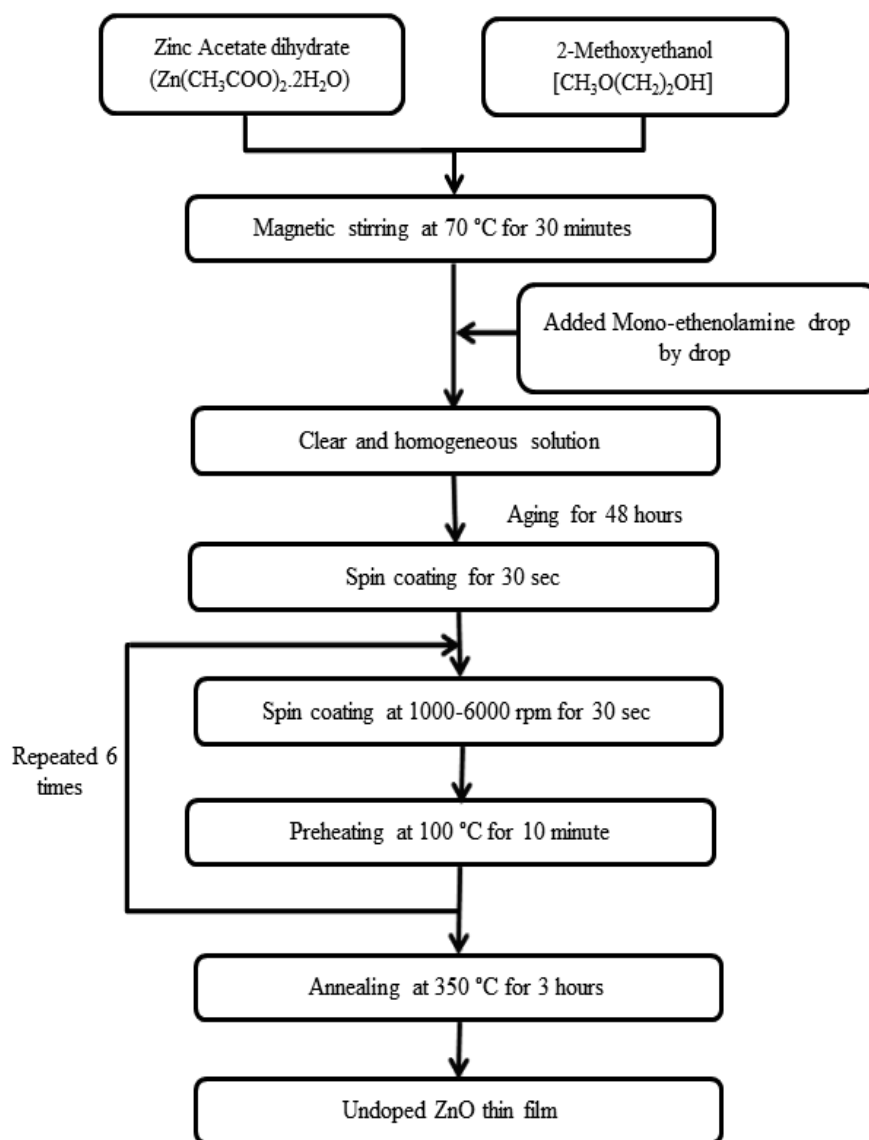 Zinc Acetate dihydrate
(Zn(CH₃COO)₂.2H₂O)
2-Methoxyethanol
[CH₃O(CH₂)₂OH]
Magnetic stirring at 70 °C for 30 minutes
Added Mono-ethenolamine drop
by drop
Clear and homogeneous solution
Aging for 48 hours
Spin coating for 30 sec
Spin coating at 1000-6000 rpm for 30 sec
Repeated 6
times
Preheating at 100 °C for 10 minute
Annealing at 350 °C for 3 hours
Undoped ZnO thin film